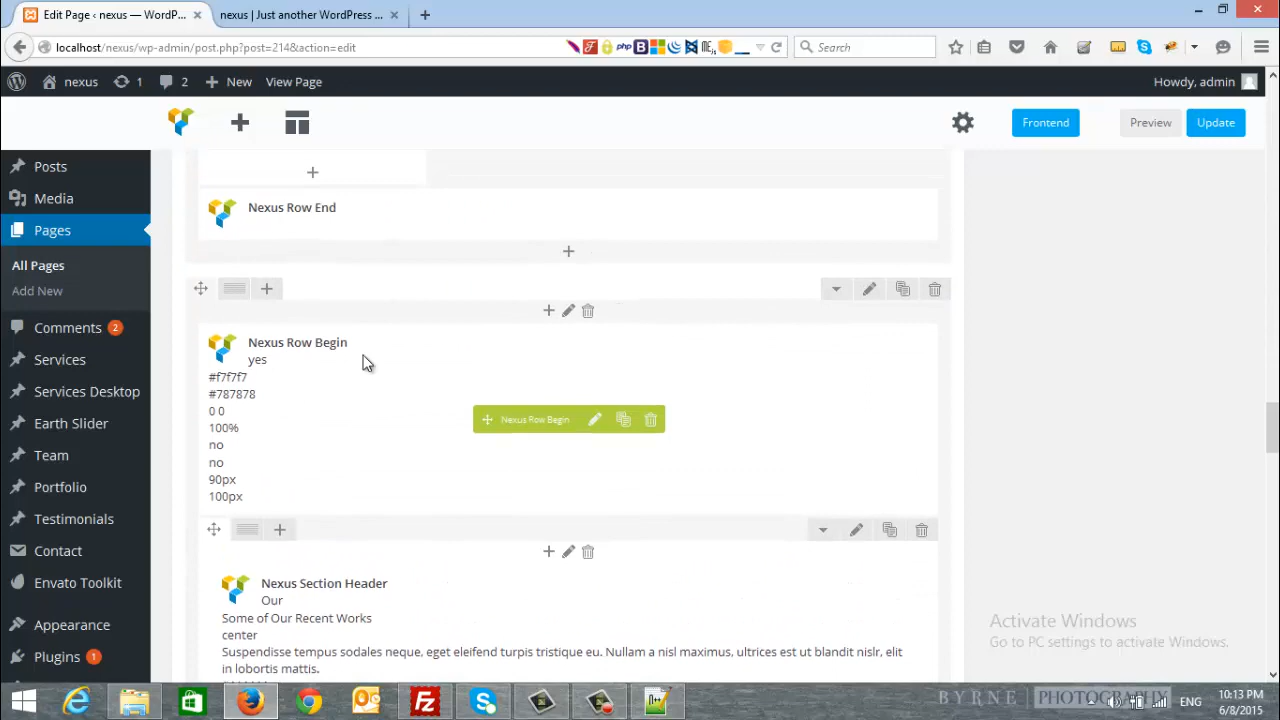 Edit Page ‹ nexus — WordP...
nexus | Just another WordPress ...
localhost/nexus/wp-admin/post.php?post=214&action=edit
php
Search
nexus
1
2
New
View Page
Howdy, admin
Frontend
Preview
Update
Posts
Media
Pages
All Pages
Add New
Comments 2
Services
Services Desktop
Earth Slider
Team
Portfolio
Testimonials
Contact
Envato Toolkit
Appearance
Plugins 1
Nexus Row End
Nexus Row Begin
yes
#f7f7f7
#787878
0 0
100%
no
no
90px
100px
Nexus Row Begin
Nexus Section Header
Our
Some of Our Recent Works
center
Suspendisse tempus sodales neque, eget eleifend turpis tristique eu. Nullam a nisl maximus, ultrices est ut blandit nislr, elit
in lobortis mattis.
Activate Windows
Go to PC settings to activate Windows.
BYRNE PHOTOGRAPHY
ENG
10:13 PM
6/8/2015